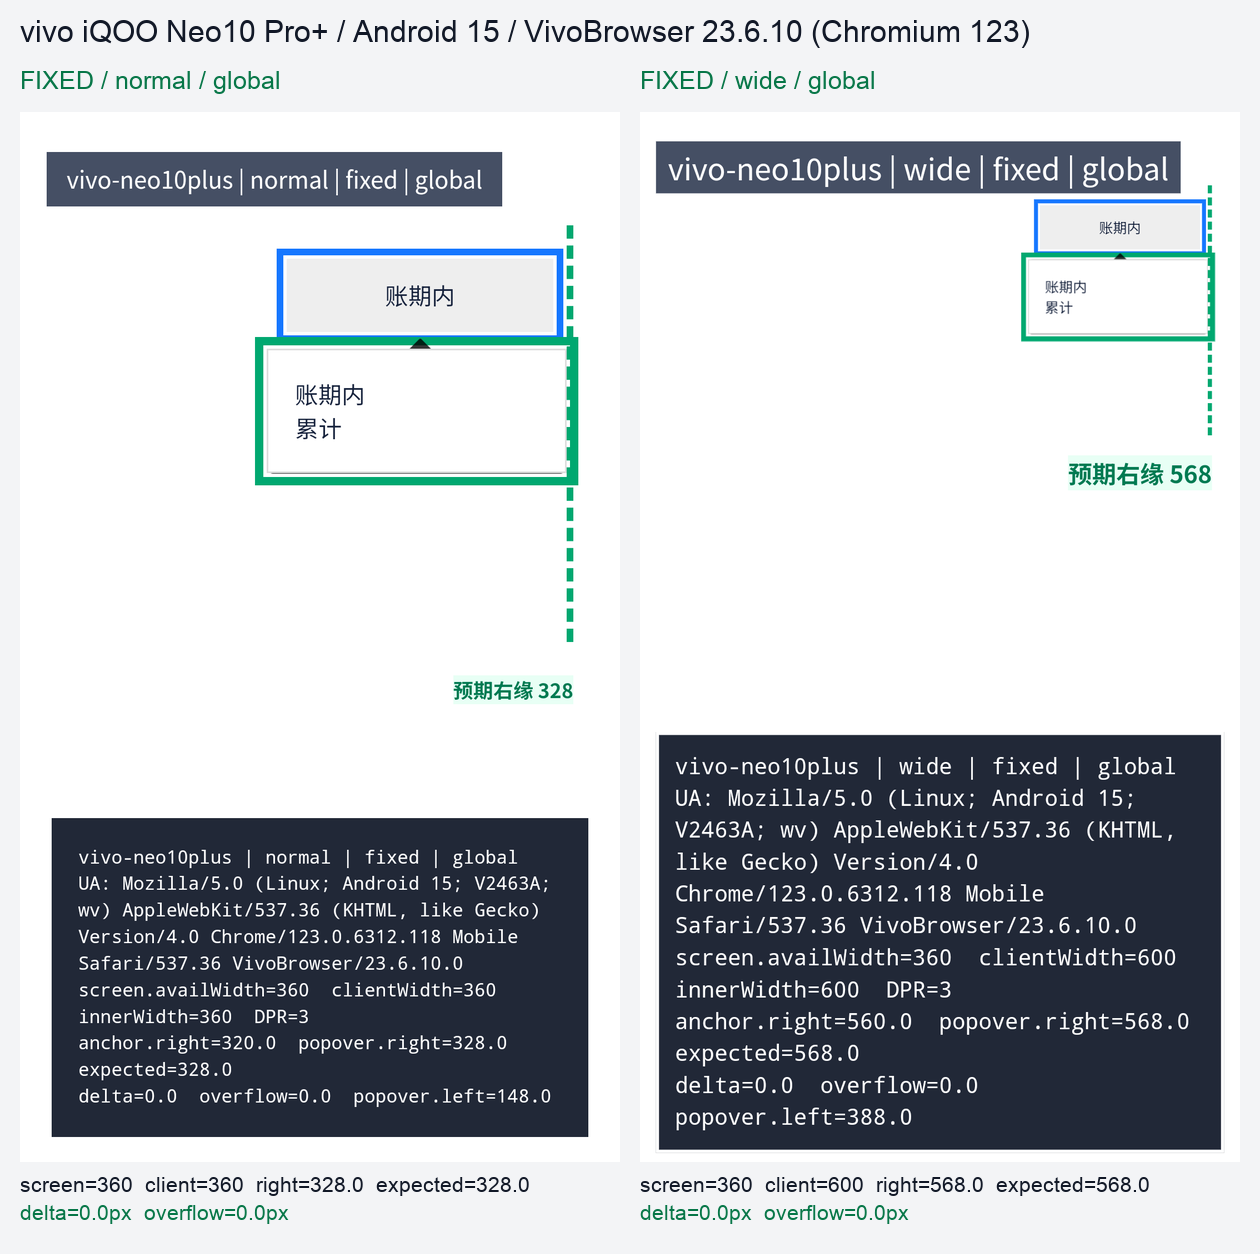 vivo iQOO Neo10 Pro+ / Android 15 / VivoBrowser 23.6.10 (Chromium 123)
FIXED / normal / global
vivo-neo10plus | normal | fixed | global
账期内
账期内
累计
预期右缘 328
vivo-neo10plus | normal | fixed | global
UA: Mozilla/5.0 (Linux; Android 15; V2463A;
wv) AppleWebKit/537.36 (KHTML, like Gecko)
Version/4.0 Chrome/123.0.6312.118 Mobile
Safari/537.36 VivoBrowser/23.6.10.0
screen.availWidth=360  clientWidth=360
innerWidth=360  DPR=3
anchor.right=320.0  popover.right=328.0
expected=328.0
delta=0.0  overflow=0.0  popover.left=148.0
screen=360  client=360  right=328.0  expected=328.0
delta=0.0px  overflow=0.0px
FIXED / wide / global
vivo-neo10plus | wide | fixed | global
账期内
账期内
累计
预期右缘 568
vivo-neo10plus | wide | fixed | global
UA: Mozilla/5.0 (Linux; Android 15;
V2463A; wv) AppleWebKit/537.36 (KHTML,
like Gecko) Version/4.0
Chrome/123.0.6312.118 Mobile
Safari/537.36 VivoBrowser/23.6.10.0
screen.availWidth=360  clientWidth=600
innerWidth=600  DPR=3
anchor.right=560.0  popover.right=568.0
expected=568.0
delta=0.0  overflow=0.0
popover.left=388.0
screen=360  client=600  right=568.0  expected=568.0
delta=0.0px  overflow=0.0px